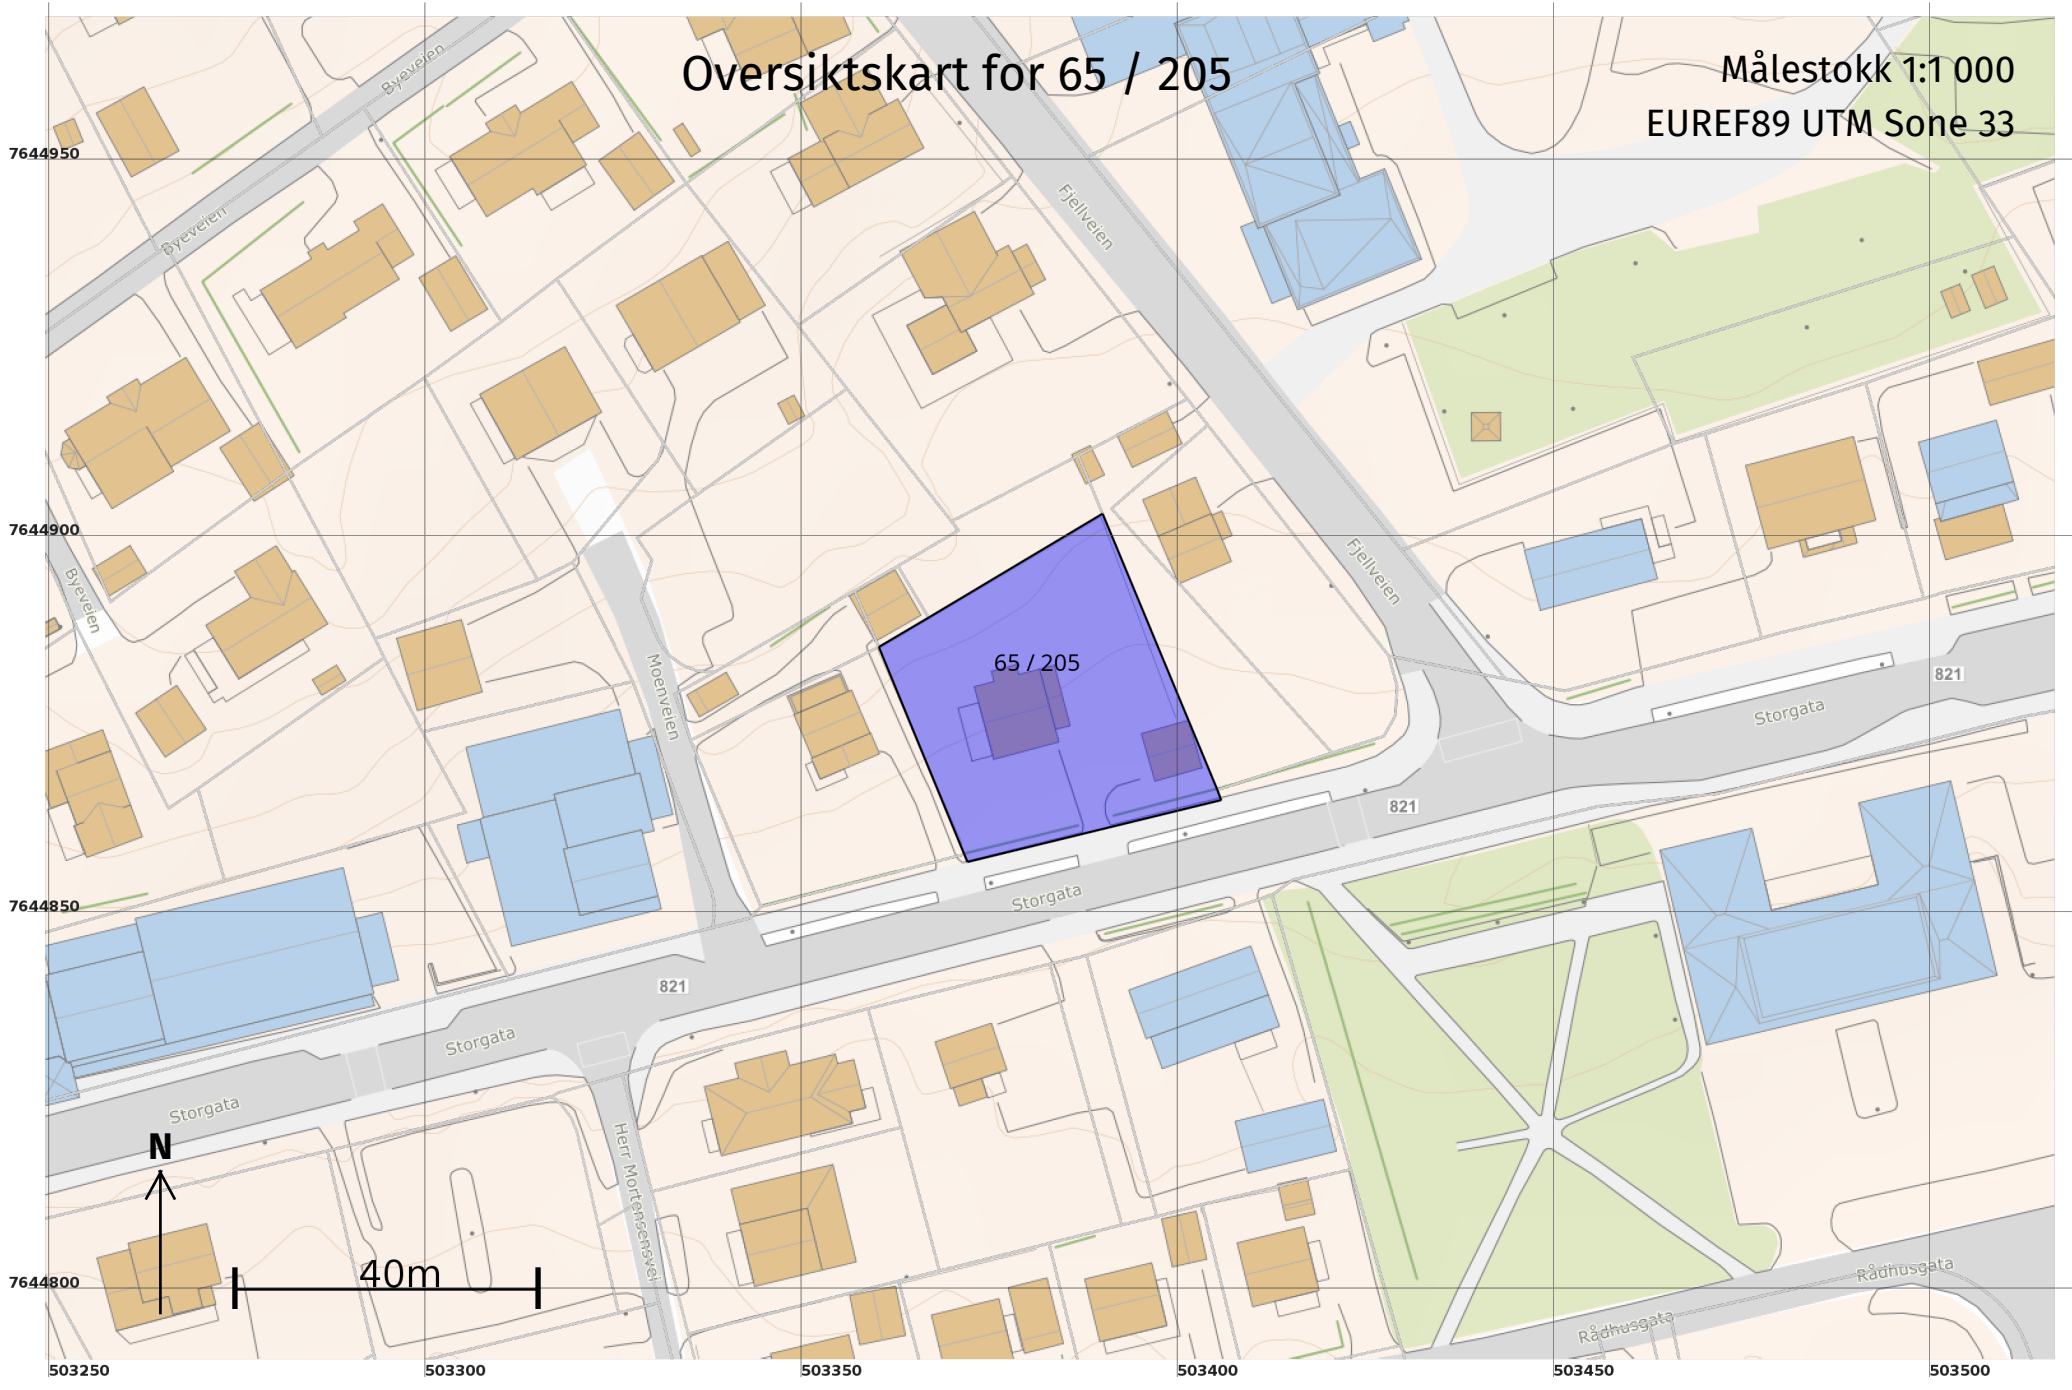 Oversiktskart for 65 / 205
Målestokk 1:1 000
EUREF89 UTM Sone 33
Byeveien
7644950
Fjellveien
Byeveien
7644900
Fjellveien
Byeveien
Moenveien
65 / 205
821
Storgata
821
7644850
Storgata
821
Storgata
Storgata
N
Herr Mortensensvei
40m
7644800
Rådhusgata
Rådhusgata
503250
503300
503350
503400
503450
503500